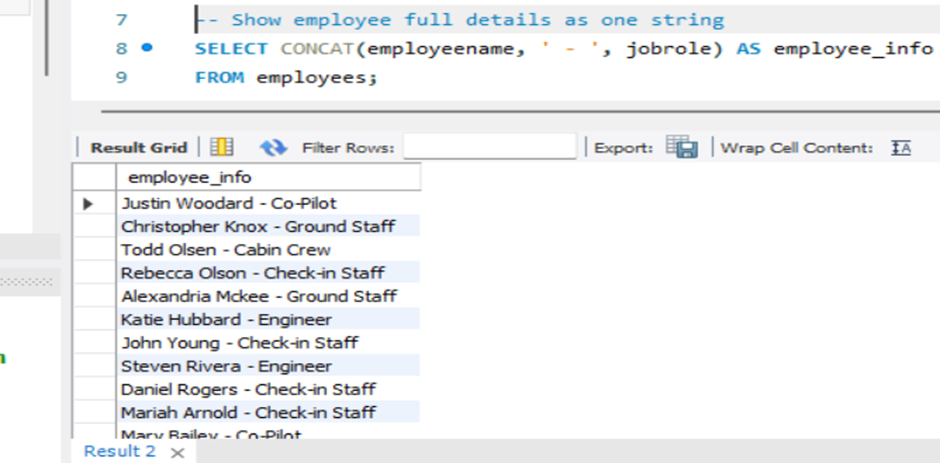 7 -- Show employee full details as one string
8 SELECT CONCAT(employeename, ' - ', jobrole) AS employee_info
9 FROM employees;
Result Grid Filter Rows: Export: Wrap Cell Content: IA
employee_info
Justin Woodard - Co-Pilot
Christopher Knox - Ground Staff
Todd Olsen - Cabin Crew
Rebecca Olson - Check-in Staff
Alexandria Mckee - Ground Staff
Katie Hubbard - Engineer
John Young - Check-in Staff
Steven Rivera - Engineer
Daniel Rogers - Check-in Staff
Mariah Arnold - Check-in Staff
Mary Bailey - Co-Pilot
Result 2